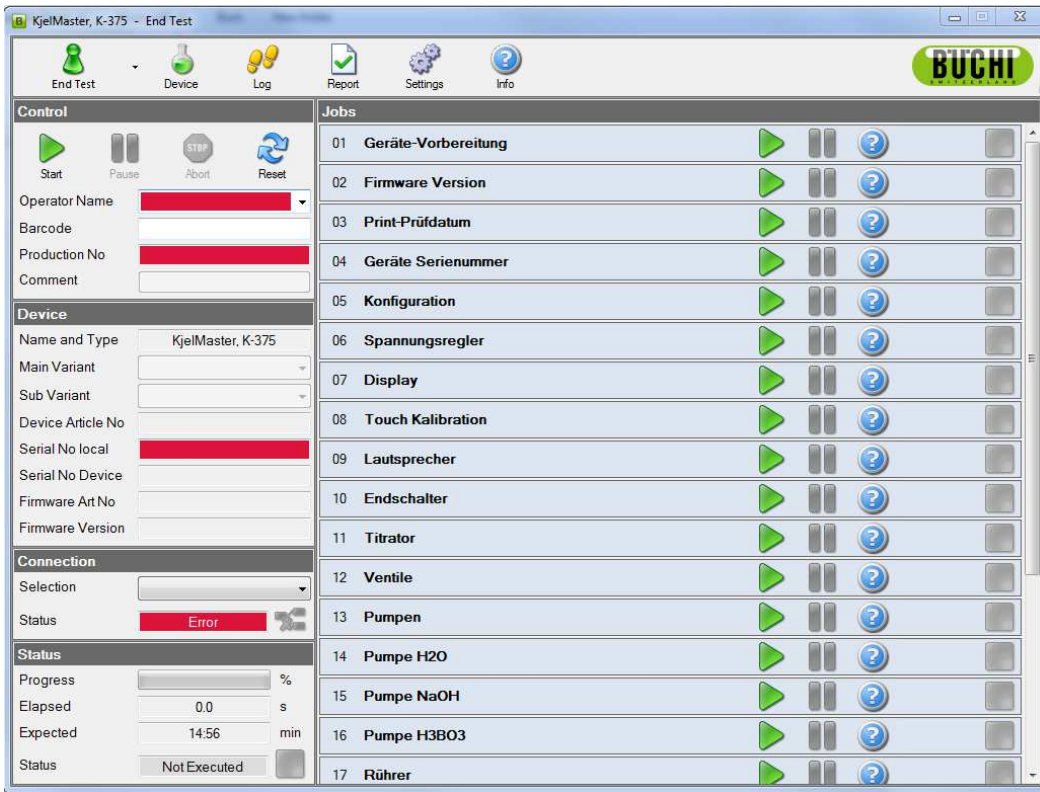 KjelMaster, K-375 - End Test
End Test
Device
Log
Report
Settings
Info
BÜCHI
SWITZERLAND
Control
Start
Pause
STOP
Abort
Reset
Operator Name
Barcode
Production No
Comment
Device
Name and Type KjelMaster, K-375
Main Variant
Sub Variant
Device Article No
Serial No local
Serial No Device
Firmware Art No
Firmware Version
Connection
Selection
Status Error
Status
Progress %
Elapsed 0.0 s
Expected 14:56 min
Status Not Executed
Jobs
01 Geräte-Vorbereitung
02 Firmware Version
03 Print-Prüfdatum
04 Geräte Serienummer
05 Konfiguration
06 Spannungsregler
07 Display
08 Touch Kalibration
09 Lautsprecher
10 Endschalter
11 Titrator
12 Ventile
13 Pumpen
14 Pumpe H2O
15 Pumpe NaOH
16 Pumpe H3BO3
17 Rührer